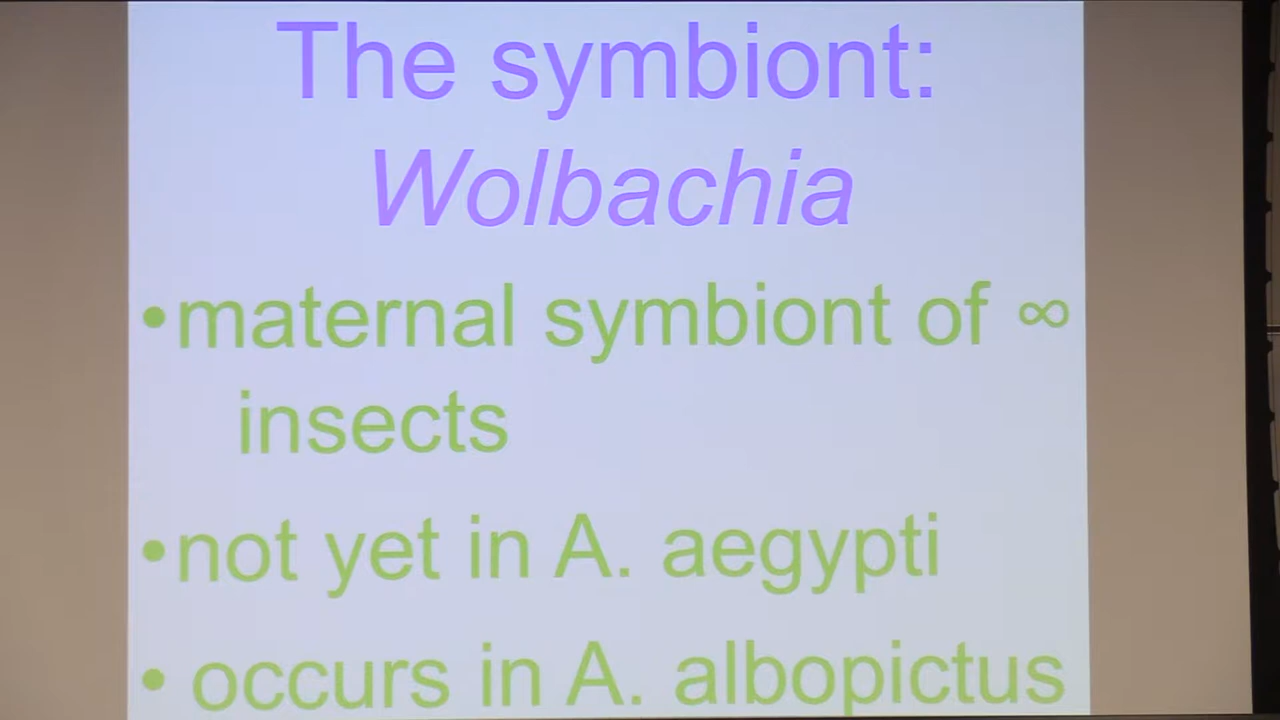 The symbiont:
Wolbachia
•maternal symbiont of ∞
insects
•not yet in A. aegypti
• occurs in A. albopictus